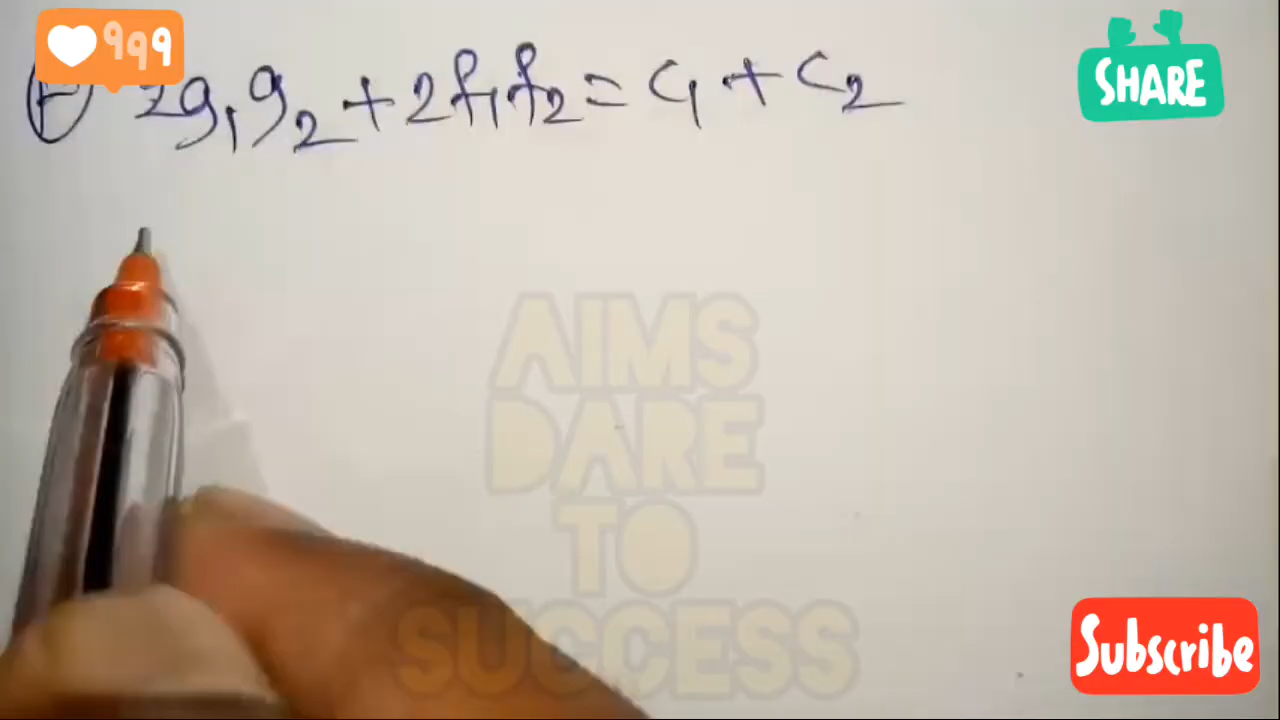 999
2g₁g₂ + 2f₁f₂ = c₁ + c₂
SHARE
AIMS
DARE
TO
SUCCESS
Subscribe